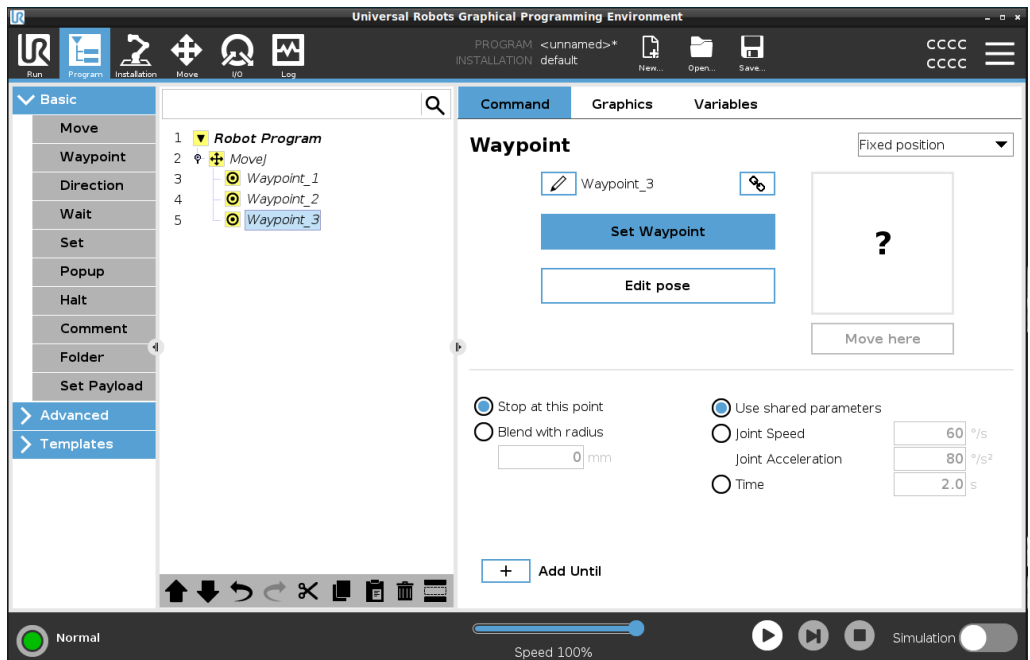 Universal Robots Graphical Programming Environment
Run Program Installation Move I/O Log
PROGRAM <unnamed>*
INSTALLATION default
New... Open... Save...
CCCC
CCCC
Basic
Move
Waypoint
Direction
Wait
Set
Popup
Halt
Comment
Folder
Set Payload
Advanced
Templates
1 Robot Program
2 MoveJ
3 Waypoint_1
4 Waypoint_2
5 Waypoint_3
Command Graphics Variables
Waypoint
Fixed position
Waypoint_3
Set Waypoint
Edit pose
?
Move here
Stop at this point
Blend with radius
0 mm
Use shared parameters
Joint Speed 60 °/s
Joint Acceleration 80 °/s²
Time 2.0 s
+ Add Until
Normal
Speed 100%
Simulation